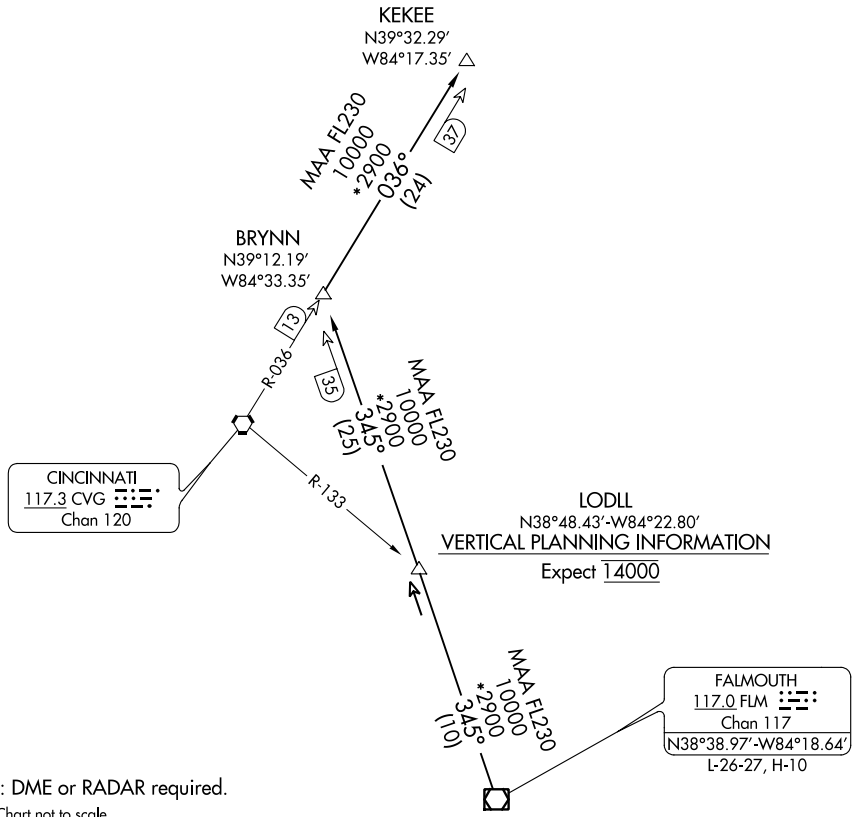 KEKEE
N39°32.29'
W84°17.35'
37
MAA FL230
10000
*2900
036°
(24)
BRYNN
N39°12.19'
W84°33.35'
13
R-036
35
MAA FL230
10000
*2900
345°
(25)
CINCINNATI
117.3 CVG
Chan 120
R-133
LODLL
N38°48.43'-W84°22.80'
VERTICAL PLANNING INFORMATION
Expect 14000
MAA FL230
10000
*2900
345°
(10)
FALMOUTH
117.0 FLM
Chan 117
N38°38.97'-W84°18.64'
L-26-27, H-10
: DME or RADAR required.
Chart not to scale